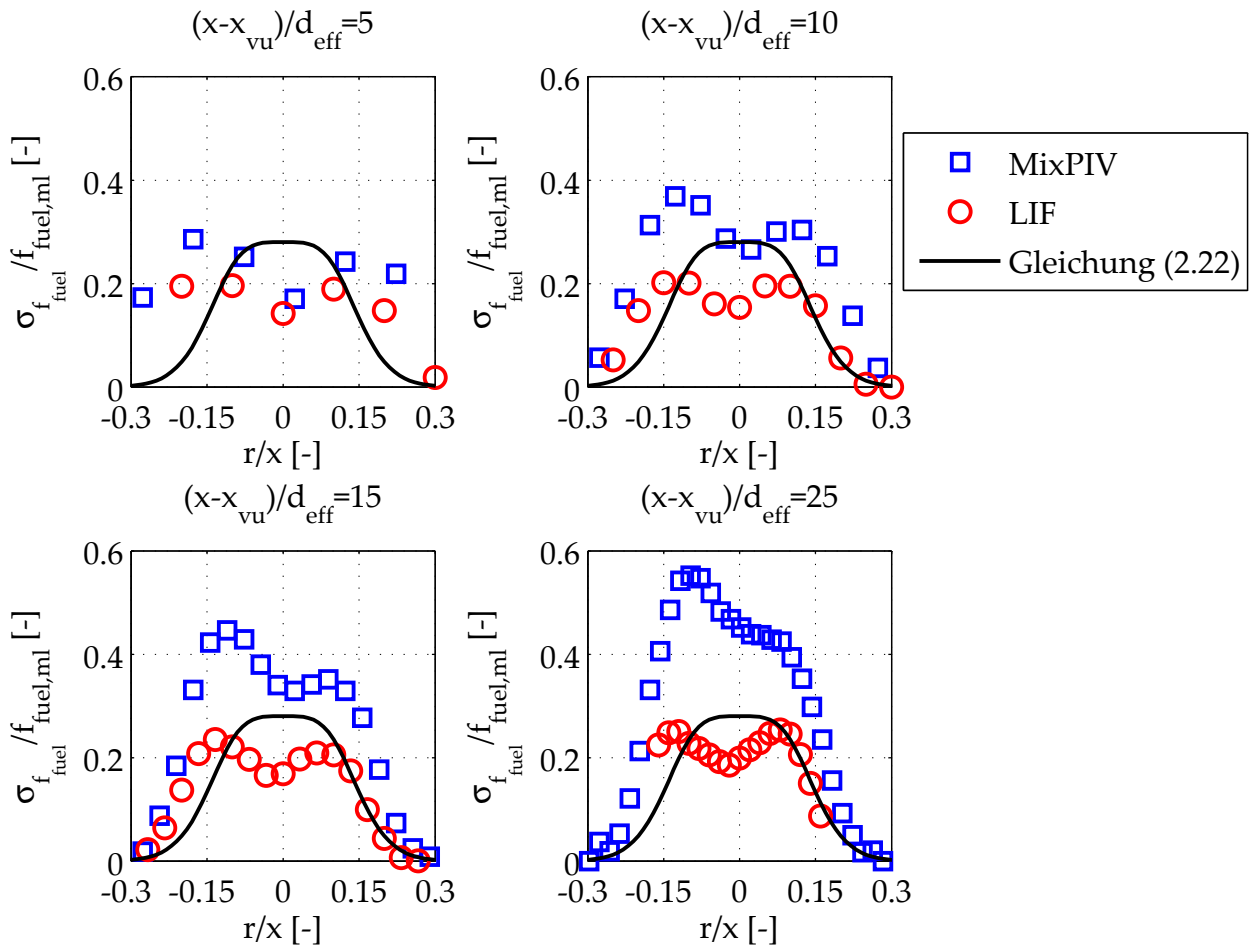 (x-x_vu)/d_eff=5
(x-x_vu)/d_eff=10
σ_f_fuel/f_fuel,ml [-]
0.6
0.4
0.2
0
-0.3 -0.15 0 0.15 0.3
r/x [-]
σ_f_fuel/f_fuel,ml [-]
0.6
0.4
0.2
0
-0.3 -0.15 0 0.15 0.3
r/x [-]
MixPIV
LIF
Gleichung (2.22)
(x-x_vu)/d_eff=15
(x-x_vu)/d_eff=25
σ_f_fuel/f_fuel,ml [-]
0.6
0.4
0.2
0
-0.3 -0.15 0 0.15 0.3
r/x [-]
σ_f_fuel/f_fuel,ml [-]
0.6
0.4
0.2
0
-0.3 -0.15 0 0.15 0.3
r/x [-]